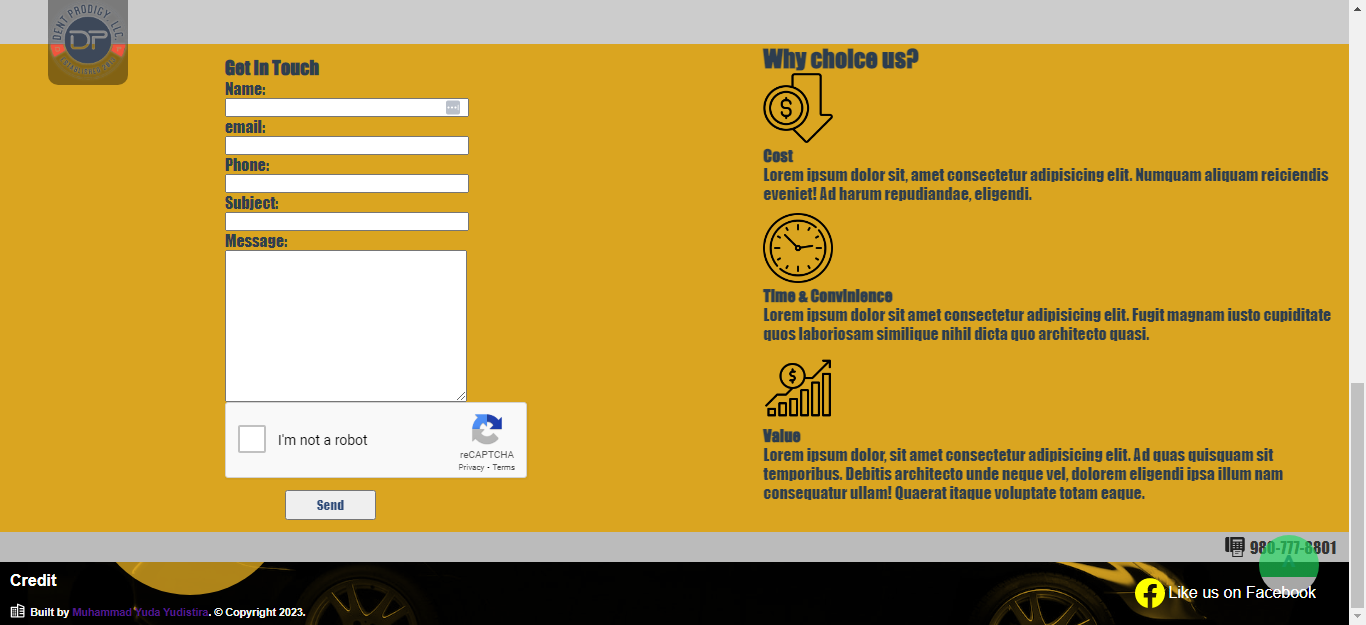 DENT PRODIGY, LLC.
DP
Get In Touch
Name:
email:
Phone:
Subject:
Message:
I'm not a robot
reCAPTCHA
Privacy - Terms
Send
Why choice us?
Cost
Lorem ipsum dolor sit, amet consectetur adipisicing elit. Numquam aliquam reiciendis
eveniet! Ad harum repudiandae, eligendi.
Time & Convinience
Lorem ipsum dolor sit amet consectetur adipisicing elit. Fugit magnam iusto cupiditate
quos laboriosam similique nihil dicta quo architecto quasi.
Value
Lorem ipsum dolor, sit amet consectetur adipisicing elit. Ad quas quisquam sit
temporibus. Debitis architecto unde neque vel, dolorem eligendi ipsa illum nam
consequatur ullam! Quaerat itaque voluptate totam eaque.
980-777-6801
Credit
Built by Muhammad Yuda Yudistira. © Copyright 2023.
Like us on Facebook